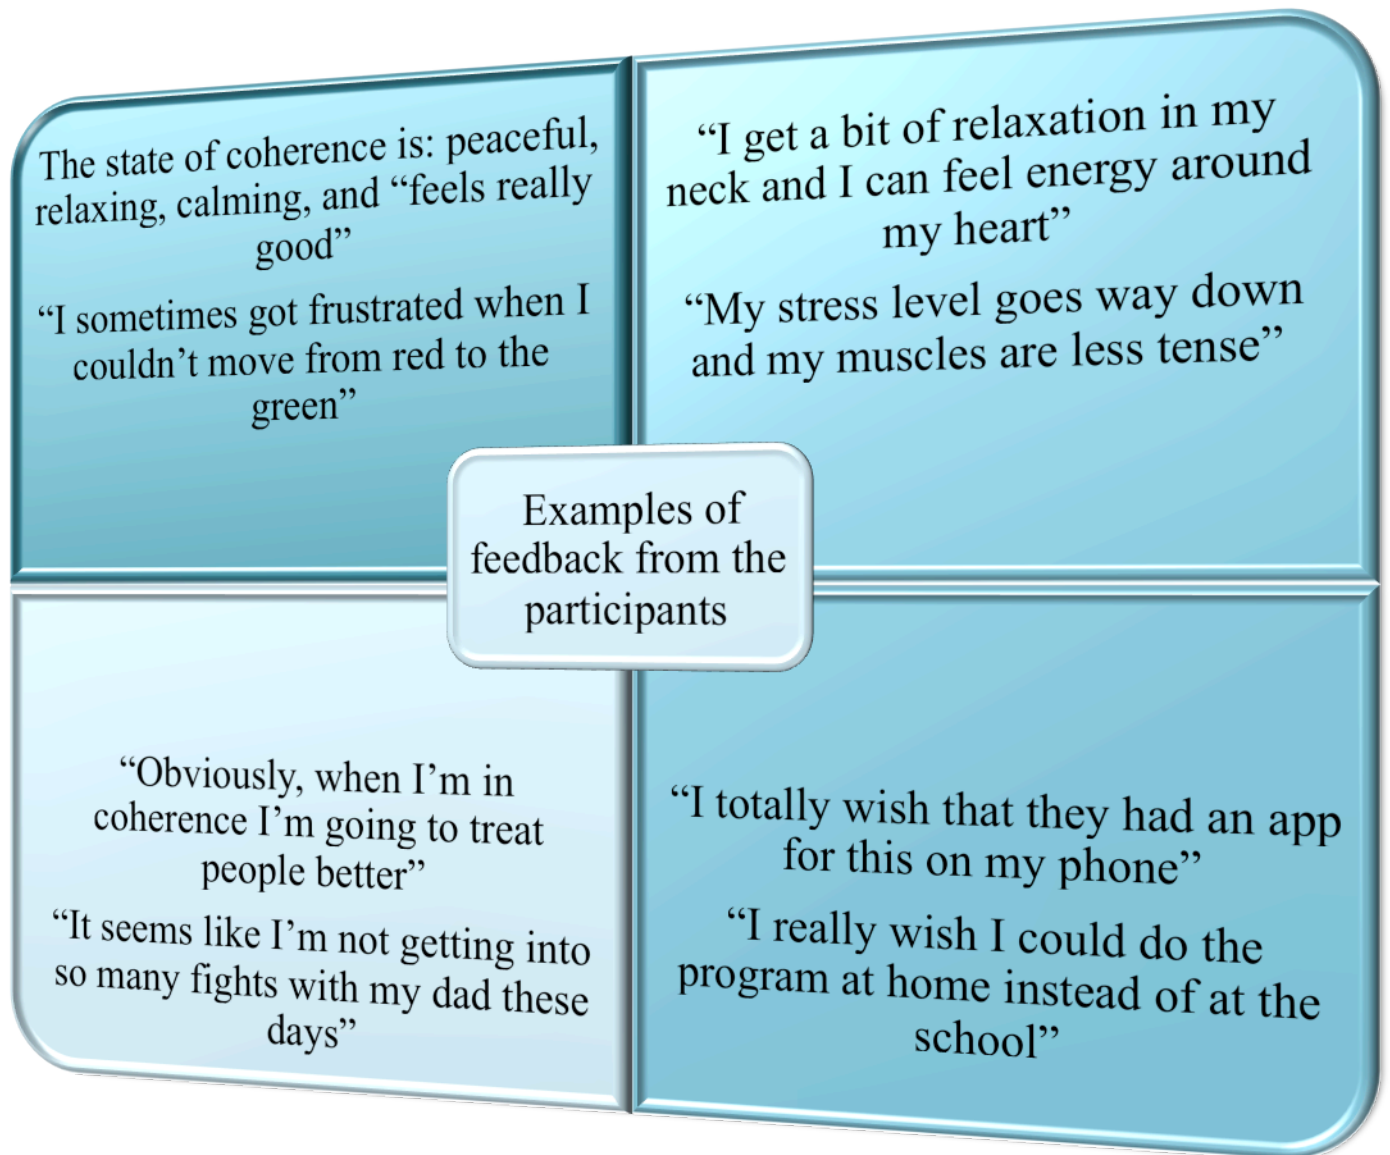 The state of coherence is: peaceful,
relaxing, calming, and “feels really
good”
“I sometimes got frustrated when I
couldn’t move from red to the
green”
“I get a bit of relaxation in my
neck and I can feel energy around
my heart”
“My stress level goes way down
and my muscles are less tense”
Examples of
feedback from the
participants
“Obviously, when I’m in
coherence I’m going to treat
people better”
“It seems like I’m not getting into
so many fights with my dad these
days”
“I totally wish that they had an app
for this on my phone”
“I really wish I could do the
program at home instead of at the
school”